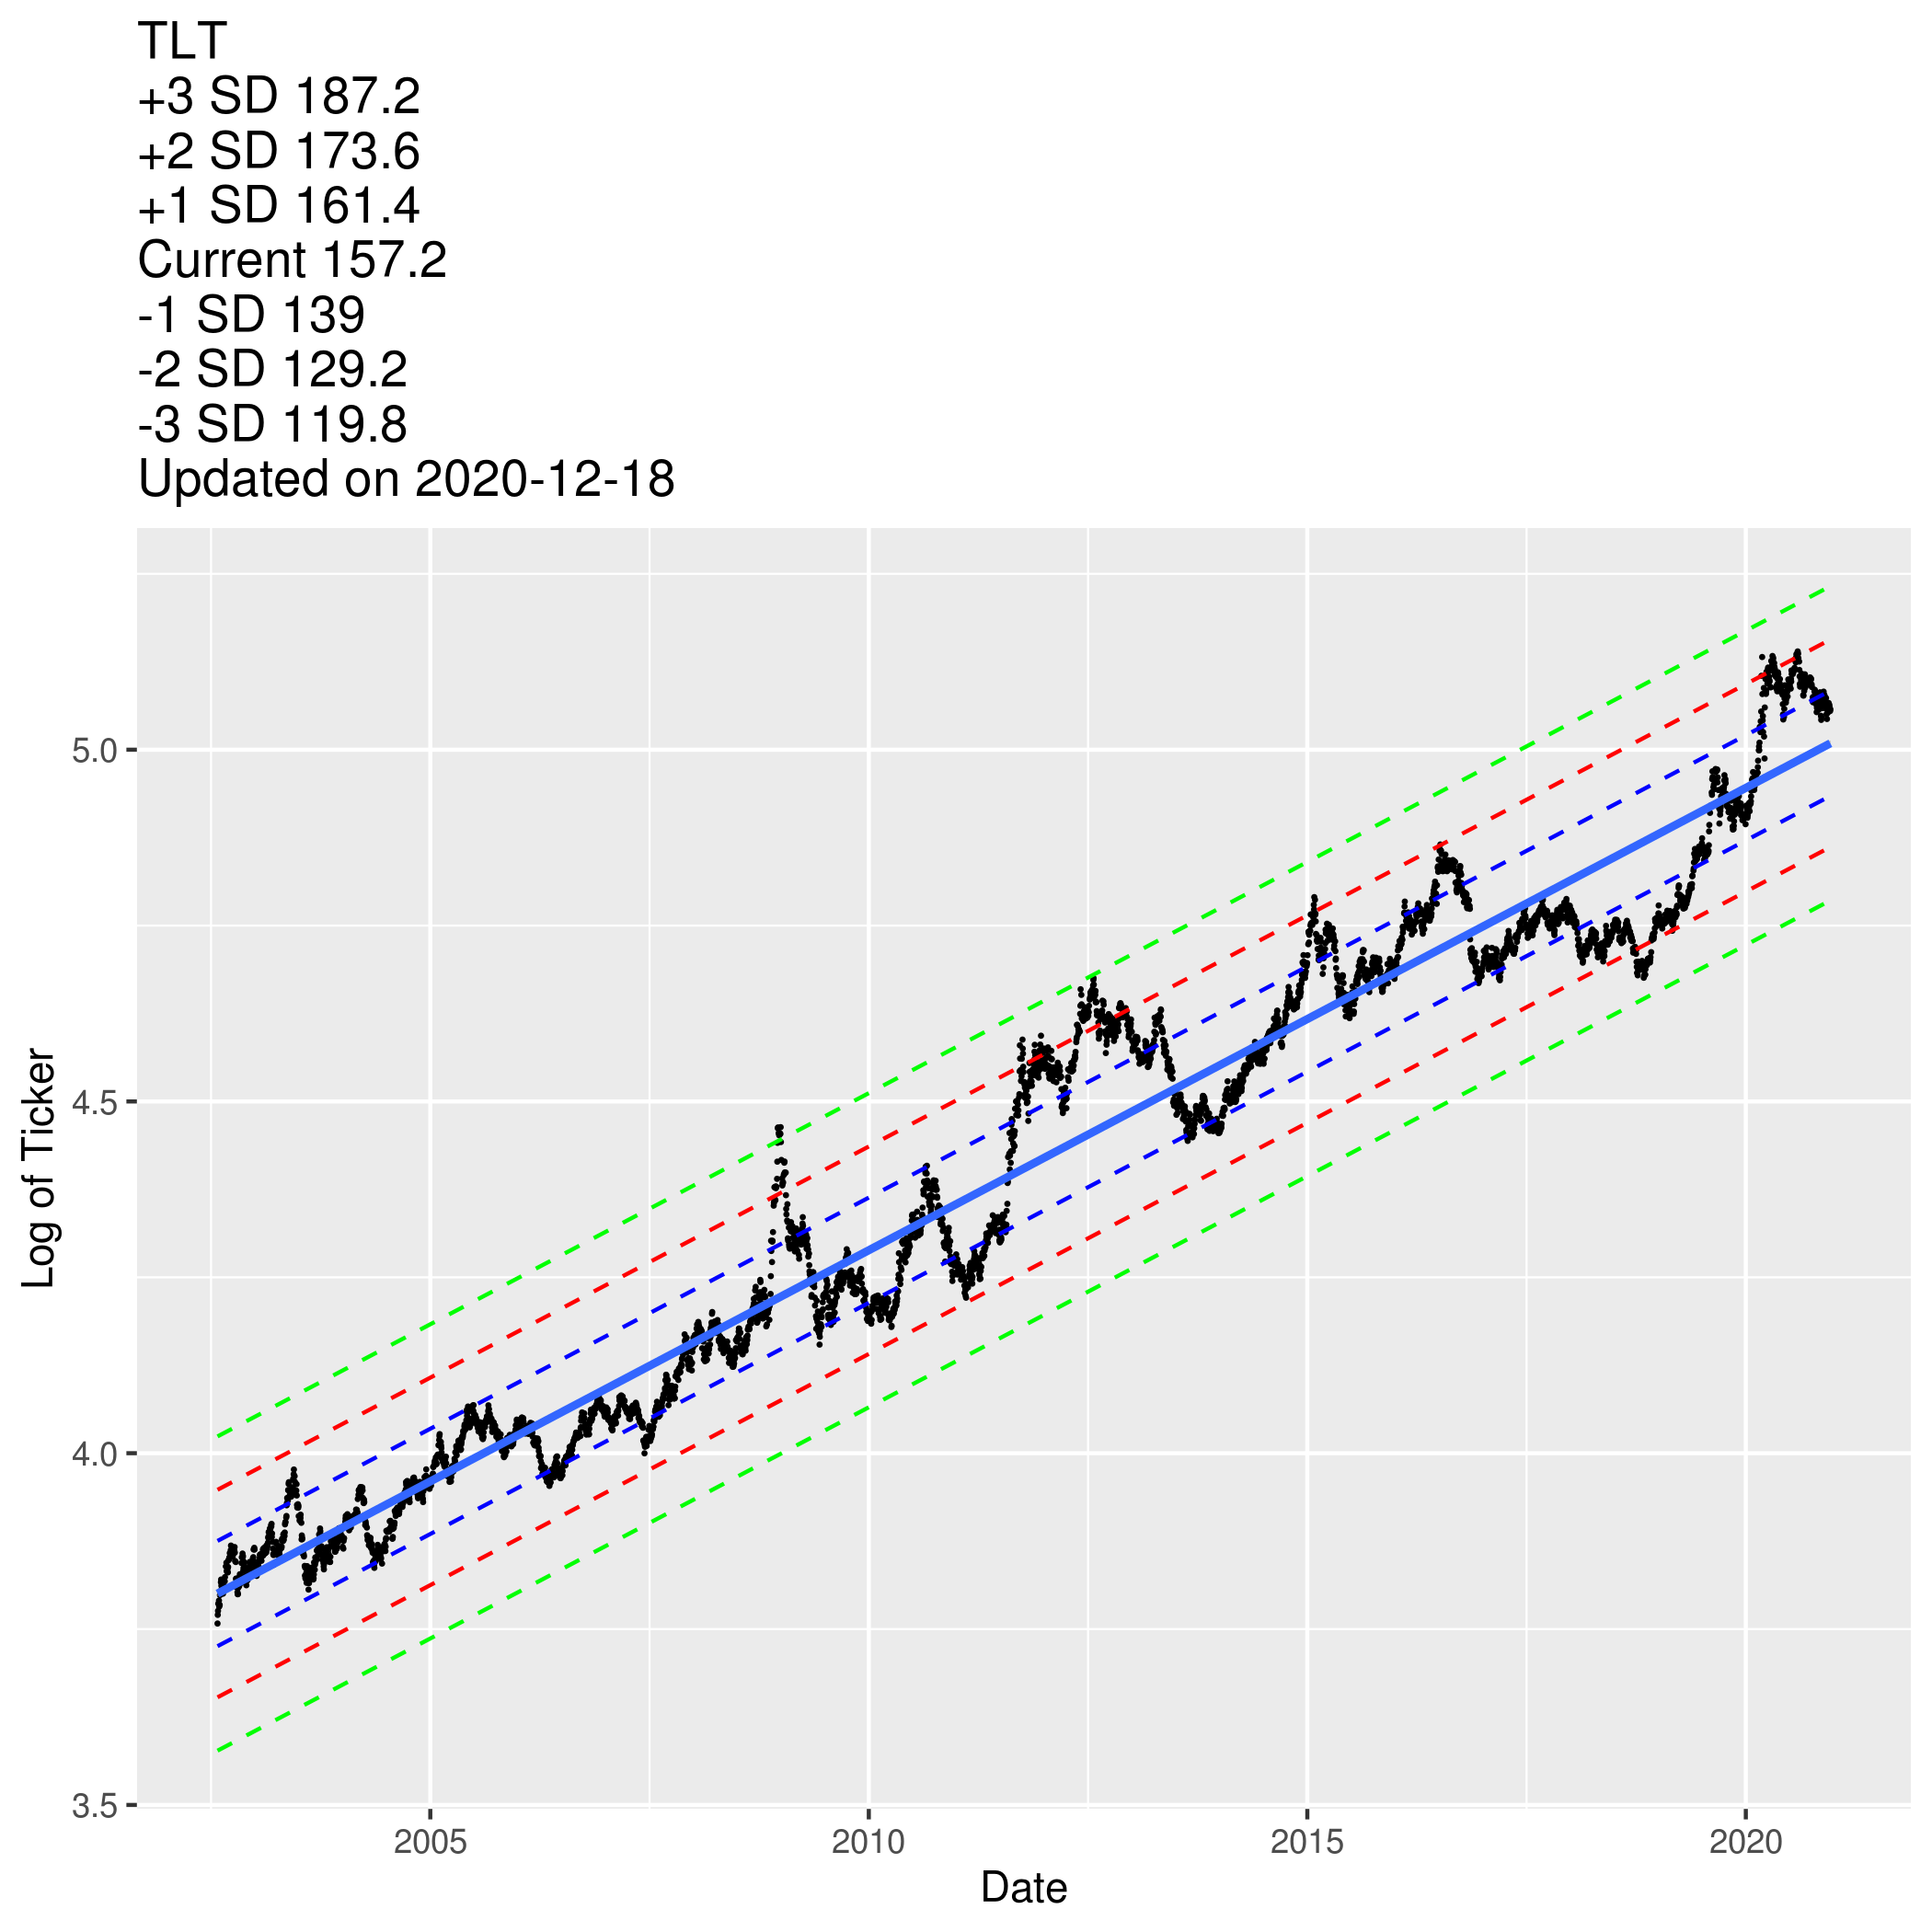 TLT
+3 SD 187.2
+2 SD 173.6
+1 SD 161.4
Current 157.2
-1 SD 139
-2 SD 129.2
-3 SD 119.8
Updated on 2020-12-18
5.0
4.5
4.0
3.5
Log of Ticker
2005 2010 2015 2020
Date